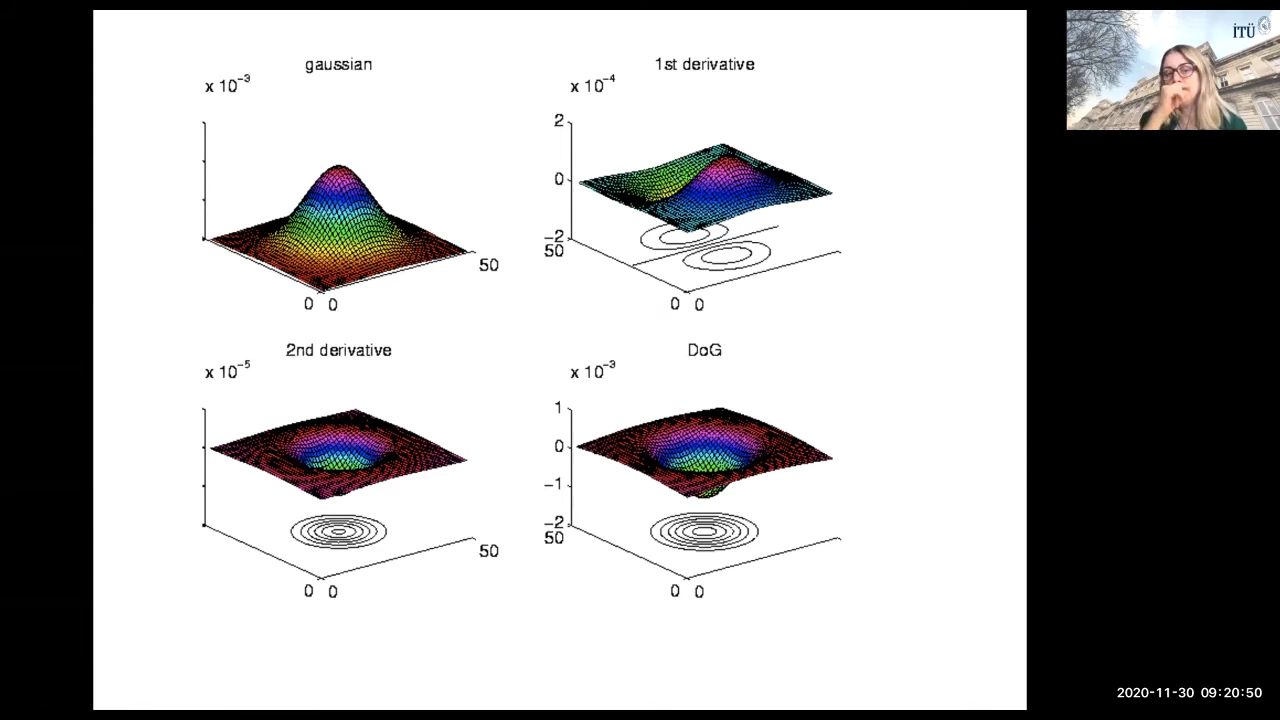 gaussian
x 10⁻³
50
0 0
1st derivative
x 10⁻⁴
2
0
−2
50
0 0
2nd derivative
x 10⁻⁵
50
0 0
DoG
x 10⁻³
1
0
−1
−2
50
0 0
İTÜ
2020-11-30 09:20:50